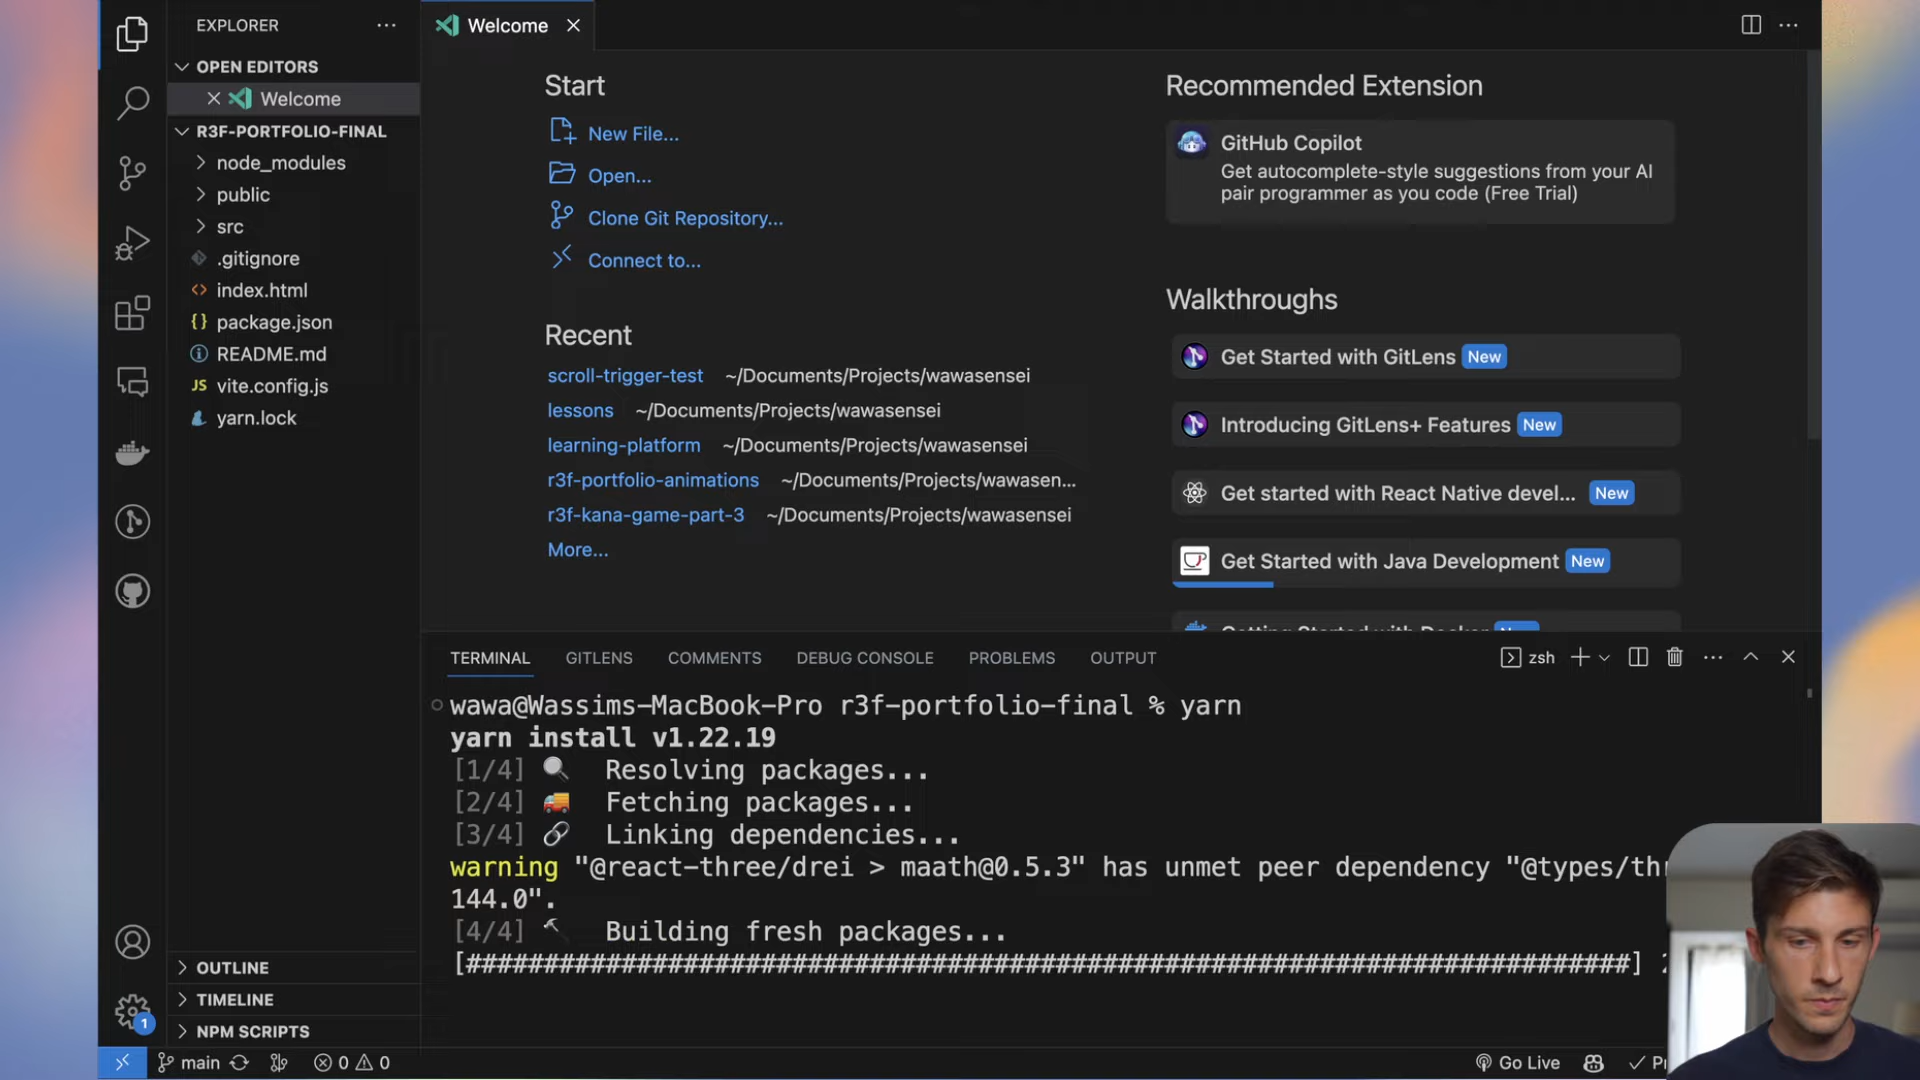 EXPLORER
OPEN EDITORS
Welcome
R3F-PORTFOLIO-FINAL
node_modules
public
src
.gitignore
index.html
package.json
README.md
vite.config.js
yarn.lock
OUTLINE
TIMELINE
NPM SCRIPTS
1
Welcome
Start
New File...
Open...
Clone Git Repository...
Connect to...
Recent
scroll-trigger-test ~/Documents/Projects/wawasensei
lessons ~/Documents/Projects/wawasensei
learning-platform ~/Documents/Projects/wawasensei
r3f-portfolio-animations ~/Documents/Projects/wawasen...
r3f-kana-game-part-3 ~/Documents/Projects/wawasensei
More...
Recommended Extension
GitHub Copilot
Get autocomplete-style suggestions from your AI
pair programmer as you code (Free Trial)
Walkthroughs
Get Started with GitLens New
Introducing GitLens+ Features New
Get started with React Native devel... New
Get Started with Java Development New
TERMINAL GITLENS COMMENTS DEBUG CONSOLE PROBLEMS OUTPUT zsh
wawa@Wassims-MacBook-Pro r3f-portfolio-final % yarn
yarn install v1.22.19
[1/4] Resolving packages...
[2/4] Fetching packages...
[3/4] Linking dependencies...
warning "@react-three/drei > maath@0.5.3" has unmet peer dependency "@types/thr
144.0".
[4/4] Building fresh packages...
[###########################################################################]
main 0 0 Go Live